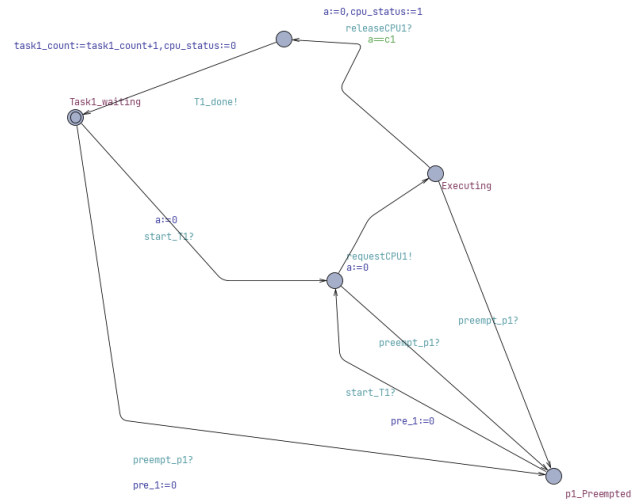 a:=0,cpu_status:=1
releaseCPU1?
a==c1
task1_count:=task1_count+1,cpu_status:=0
Task1_waiting
T1_done!
Executing
a:=0
start_T1?
requestCPU1!
a:=0
preempt_p1?
preempt_p1?
start_T1?
pre_1:=0
preempt_p1?
pre_1:=0
p1_Preempted